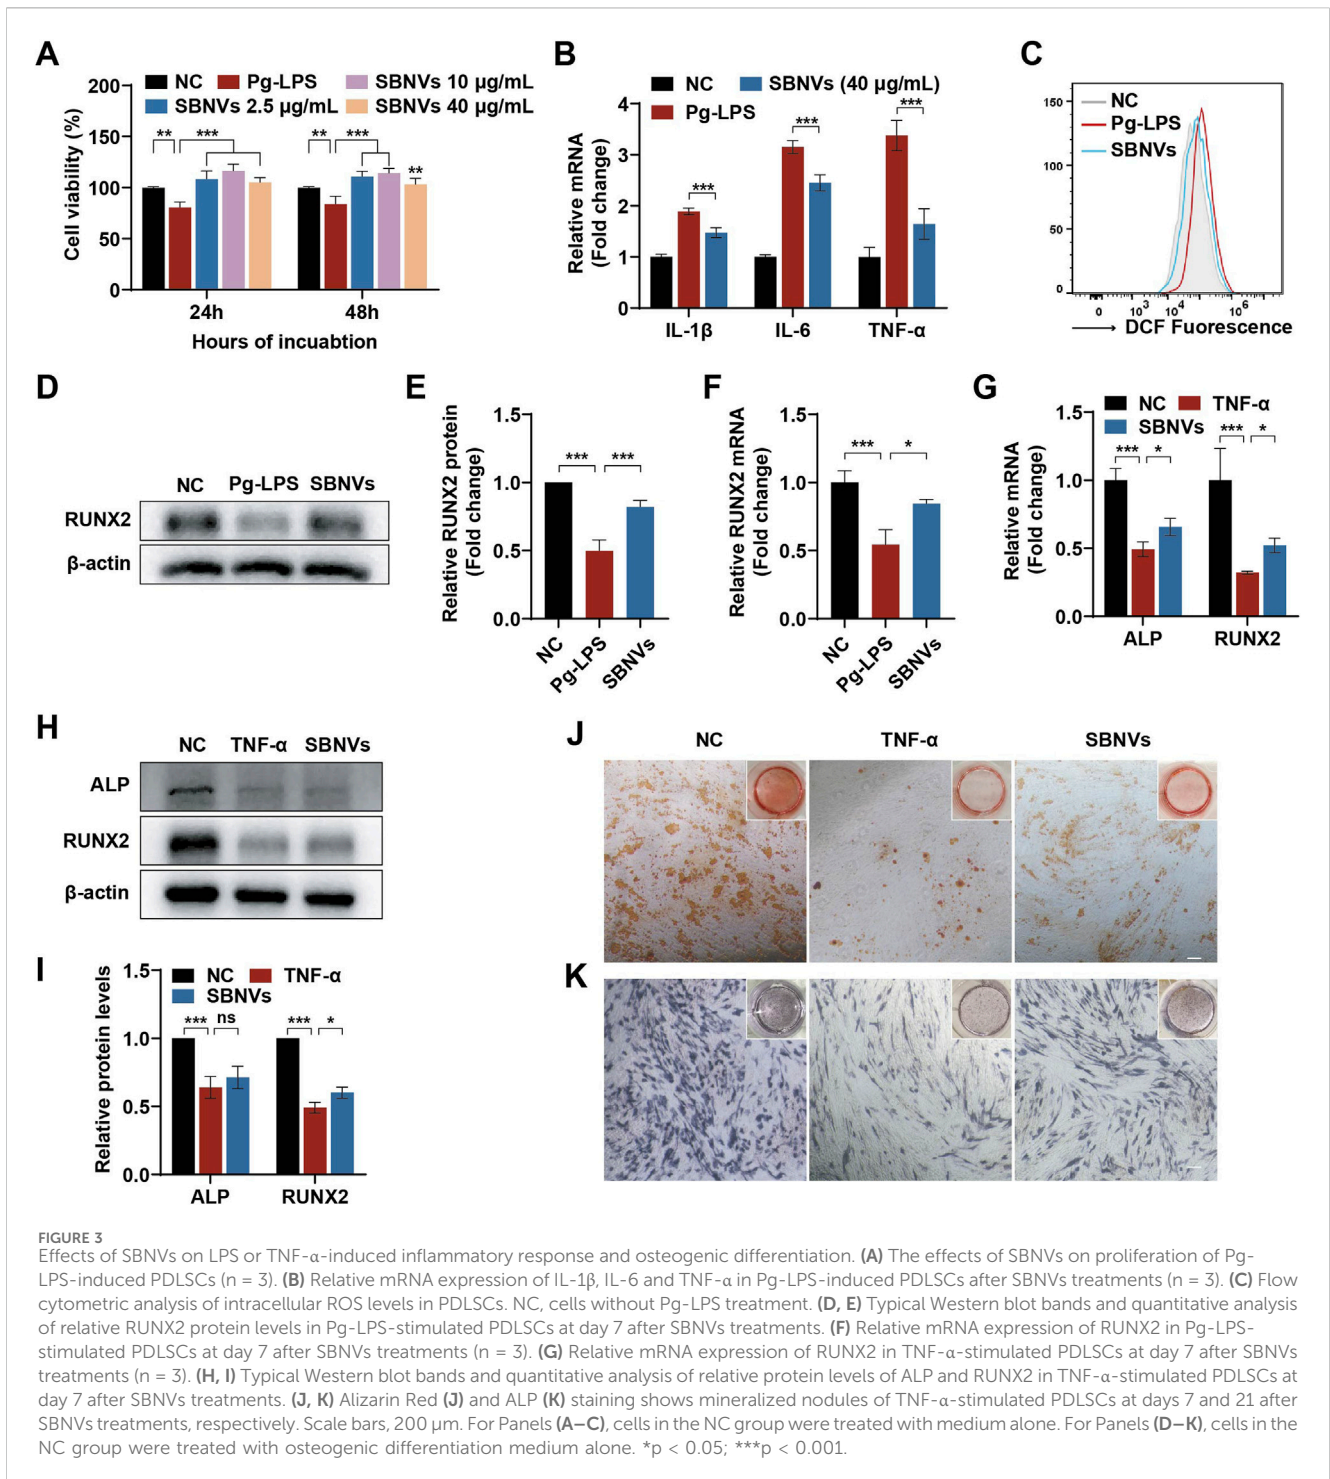 A
NC Pg-LPS SBNVs 10 µg/mL
SBNVs 2.5 µg/mL SBNVs 40 µg/mL
Cell viability (%)
200
150
100
50
0
** *** ** *** **
24h 48h
Hours of incuabtion
B
NC SBNVs (40 µg/mL)
Pg-LPS
Relative mRNA
(Fold change)
4
3
2
1
0
*** *** ***
IL-1β IL-6 TNF-α
C
NC
Pg-LPS
SBNVs
150
100
50
0
0 10³ 10⁴ 10⁶
DCF Fluorescence
D
NC Pg-LPS SBNVs
RUNX2
β-actin
E
Relative RUNX2 protein
(Fold change)
1.5
1.0
0.5
0.0
*** ***
NC Pg-LPS SBNVs
F
Relative RUNX2 mRNA
(Fold change)
1.5
1.0
0.5
0.0
*** *
NC Pg-LPS SBNVs
G
NC TNF-α
SBNVs
Relative mRNA
(Fold change)
1.5
1.0
0.5
0.0
*** * *** *
ALP RUNX2
H
NC TNF-α SBNVs
ALP
RUNX2
β-actin
I
NC TNF-α
SBNVs
Relative protein levels
1.5
1.0
0.5
0.0
*** ns *** *
ALP RUNX2
J
NC TNF-α SBNVs
K
FIGURE 3
Effects of SBNVs on LPS or TNF-α-induced inflammatory response and osteogenic differentiation. (A) The effects of SBNVs on proliferation of Pg-
LPS-induced PDLSCs (n = 3). (B) Relative mRNA expression of IL-1β, IL-6 and TNF-α in Pg-LPS-induced PDLSCs after SBNVs treatments (n = 3). (C) Flow
cytometric analysis of intracellular ROS levels in PDLSCs. NC, cells without Pg-LPS treatment. (D, E) Typical Western blot bands and quantitative analysis
of relative RUNX2 protein levels in Pg-LPS-stimulated PDLSCs at day 7 after SBNVs treatments. (F) Relative mRNA expression of RUNX2 in Pg-LPS-
stimulated PDLSCs at day 7 after SBNVs treatments (n = 3). (G) Relative mRNA expression of RUNX2 in TNF-α-stimulated PDLSCs at day 7 after SBNVs
treatments (n = 3). (H, I) Typical Western blot bands and quantitative analysis of relative protein levels of ALP and RUNX2 in TNF-α-stimulated PDLSCs at
day 7 after SBNVs treatments. (J, K) Alizarin Red (J) and ALP (K) staining shows mineralized nodules of TNF-α-stimulated PDLSCs at days 7 and 21 after
SBNVs treatments, respectively. Scale bars, 200 µm. For Panels (A–C), cells in the NC group were treated with medium alone. For Panels (D–K), cells in the
NC group were treated with osteogenic differentiation medium alone. *p < 0.05; ***p < 0.001.